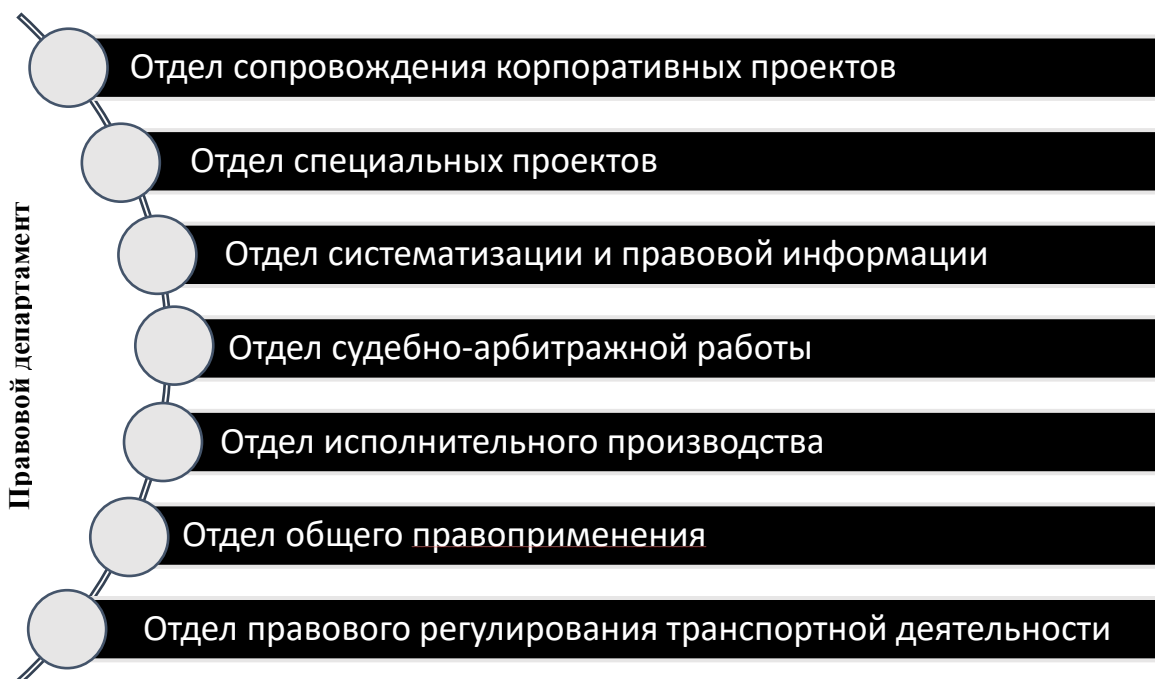 Правовой департамент
Отдел сопровождения корпоративных проектов
Отдел специальных проектов
Отдел систематизации и правовой информации
Отдел судебно-арбитражной работы
Отдел исполнительного производства
Отдел общего правоприменения
Отдел правового регулирования транспортной деятельности